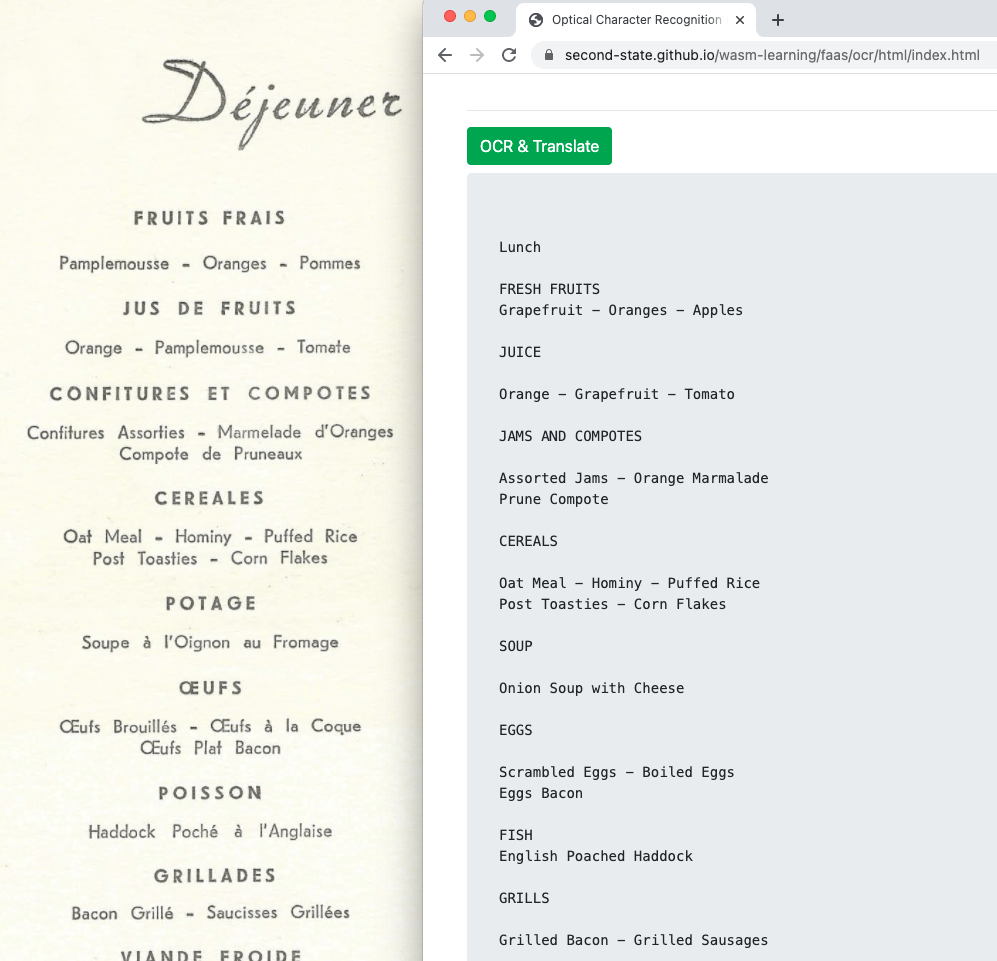 Déjeuner
FRUITS FRAIS
Pamplemousse - Oranges - Pommes
JUS DE FRUITS
Orange - Pamplemousse - Tomate
CONFITURES ET COMPOTES
Confitures Assorties - Marmelade d'Oranges
Compote de Pruneaux
CEREALES
Oat Meal - Hominy - Puffed Rice
Post Toasties - Corn Flakes
POTAGE
Soupe à l'Oignon au Fromage
ŒUFS
Œufs Brouillés - Œufs à la Coque
Œufs Plat Bacon
POISSON
Haddock Poché à l'Anglaise
GRILLADES
Bacon Grillé - Saucisses Grillées
VIANDE FROIDE
Optical Character Recognition
second-state.github.io/wasm-learning/faas/ocr/html/index.html
OCR & Translate
Lunch
FRESH FRUITS
Grapefruit – Oranges – Apples
JUICE
Orange – Grapefruit – Tomato
JAMS AND COMPOTES
Assorted Jams – Orange Marmalade
Prune Compote
CEREALS
Oat Meal – Hominy – Puffed Rice
Post Toasties – Corn Flakes
SOUP
Onion Soup with Cheese
EGGS
Scrambled Eggs – Boiled Eggs
Eggs Bacon
FISH
English Poached Haddock
GRILLS
Grilled Bacon – Grilled Sausages